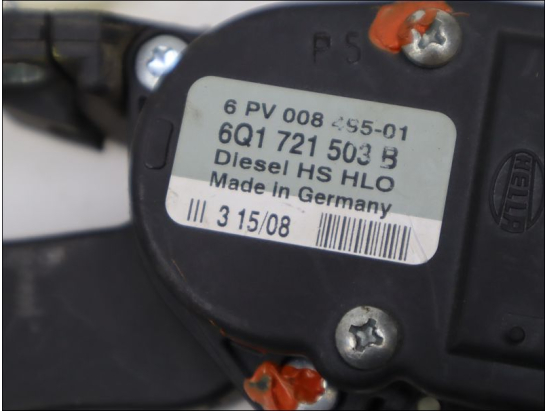 PS
6 PV 008 495-01
6Q1 721 503 B
Diesel HS HLO
Made in Germany
3 15/08
HELLA